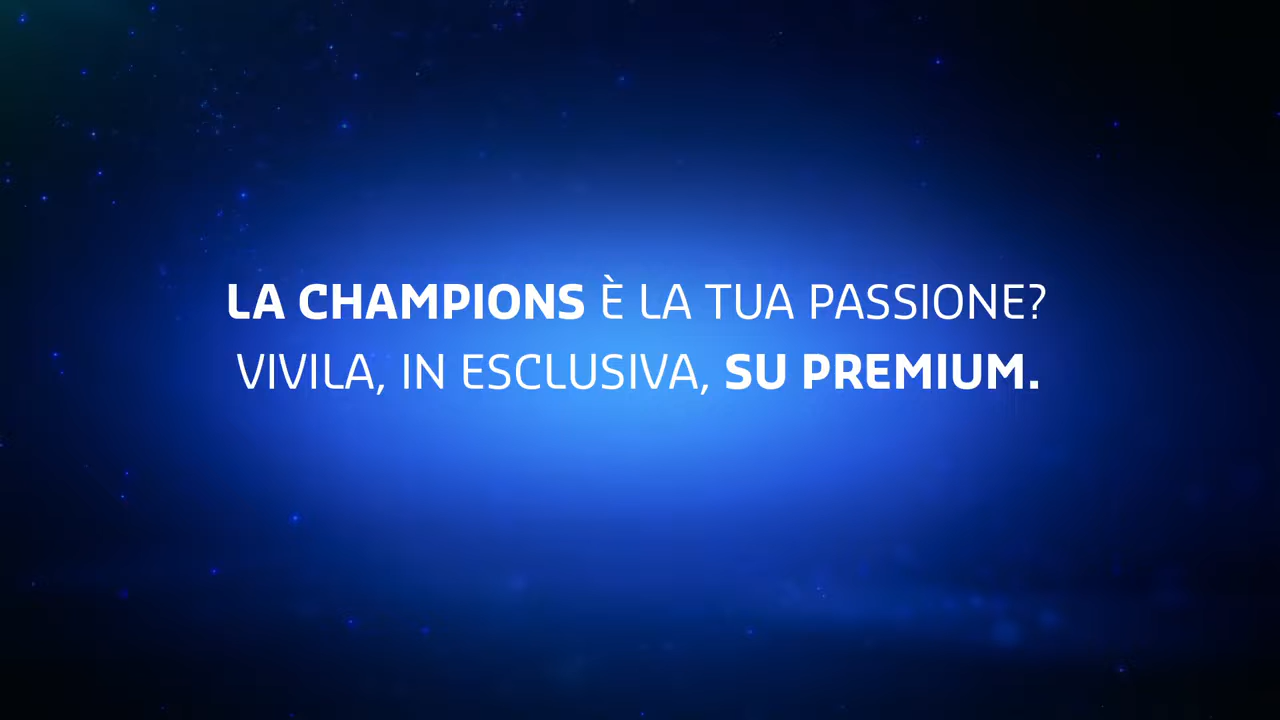 LA CHAMPIONS È LA TUA PASSIONE?
VIVILA, IN ESCLUSIVA, SU PREMIUM.